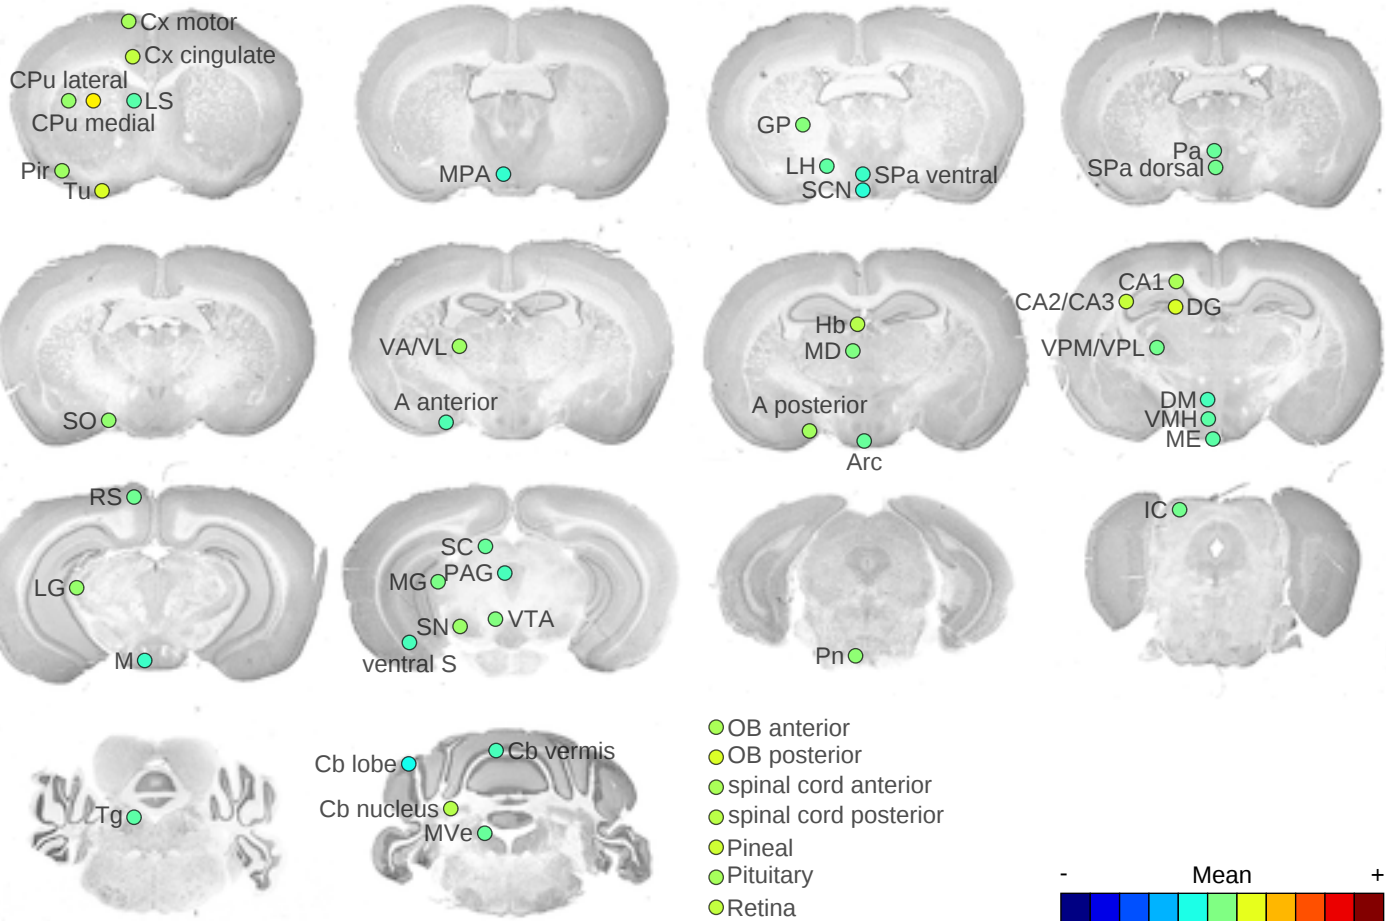 Cx motor
Cx cingulate
CPu lateral
LS
CPu medial
Pir
Tu
MPA
GP
LH
SPa ventral
SCN
Pa
SPa dorsal
SO
VA/VL
A anterior
Hb
MD
A posterior
Arc
CA1
CA2/CA3
DG
VPM/VPL
DM
VMH
ME
RS
LG
M
SC
PAG
MG
VTA
SN
ventral S
Pn
IC
Tg
Cb vermis
Cb lobe
Cb nucleus
MVe
OB anterior
OB posterior
spinal cord anterior
spinal cord posterior
Pineal
Pituitary
Retina
- Mean +